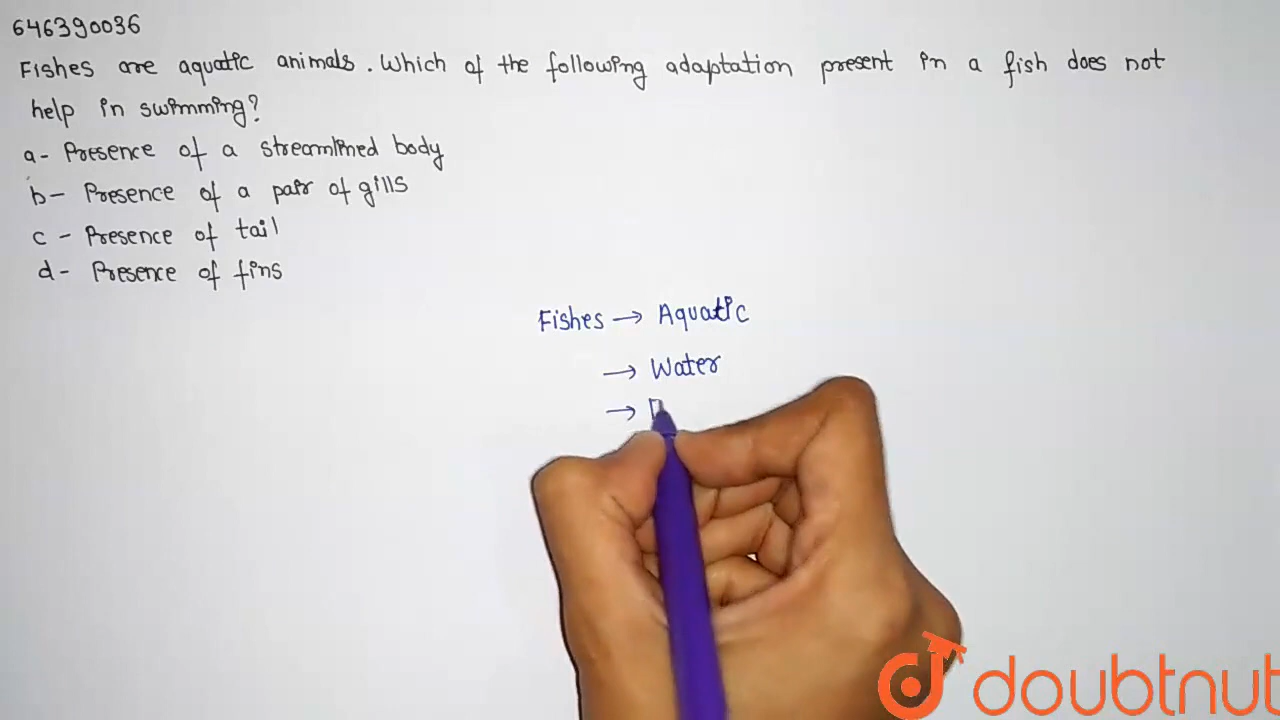 646390036
Fishes are aquatic animals. Which of the following adaptation present in a fish does not
help in swimming?
a- Presence of a streamlined body
b- Presence of a pair of gills
c- Presence of tail
d- Presence of fins
Fishes → Aquatic
→ Water
→
doubtnut